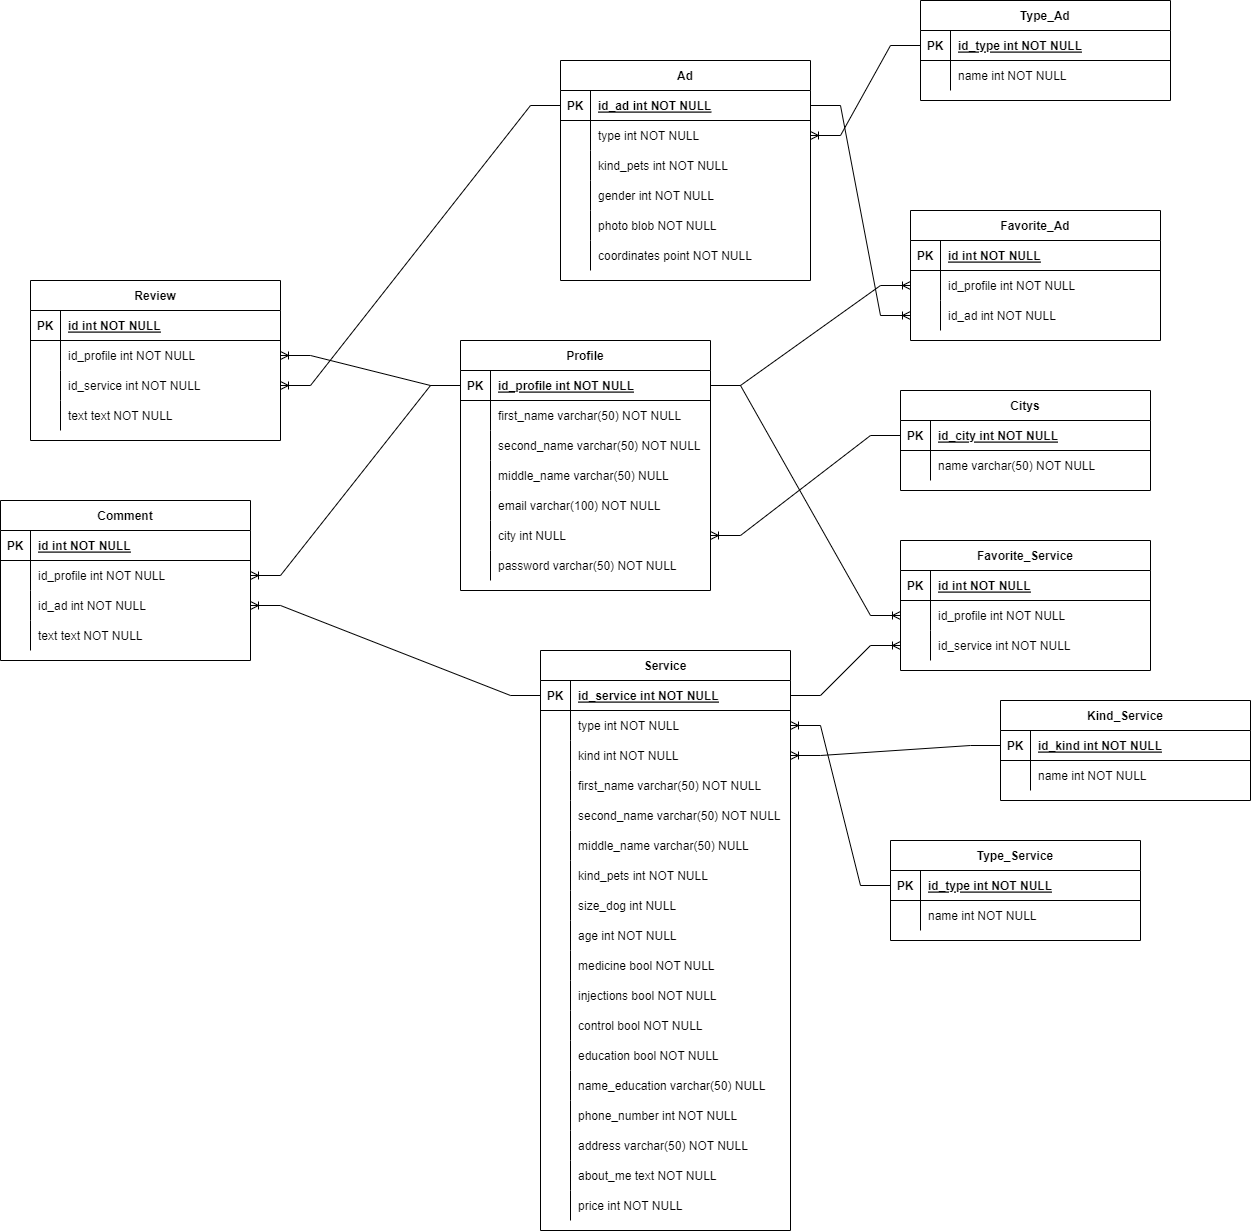 Type_Ad
PK id_type int NOT NULL
name int NOT NULL
Ad
PK id_ad int NOT NULL
type int NOT NULL
kind_pets int NOT NULL
gender int NOT NULL
photo blob NOT NULL
coordinates point NOT NULL
Favorite_Ad
PK id int NOT NULL
id_profile int NOT NULL
id_ad int NOT NULL
Review
PK id int NOT NULL
id_profile int NOT NULL
id_service int NOT NULL
text text NOT NULL
Profile
PK id_profile int NOT NULL
first_name varchar(50) NOT NULL
second_name varchar(50) NOT NULL
middle_name varchar(50) NULL
email varchar(100) NOT NULL
city int NULL
password varchar(50) NOT NULL
Citys
PK id_city int NOT NULL
name varchar(50) NOT NULL
Comment
PK id int NOT NULL
id_profile int NOT NULL
id_ad int NOT NULL
text text NOT NULL
Favorite_Service
PK id int NOT NULL
id_profile int NOT NULL
id_service int NOT NULL
Service
PK id_service int NOT NULL
type int NOT NULL
kind int NOT NULL
first_name varchar(50) NOT NULL
second_name varchar(50) NOT NULL
middle_name varchar(50) NULL
kind_pets int NOT NULL
size_dog int NULL
age int NOT NULL
medicine bool NOT NULL
injections bool NOT NULL
control bool NOT NULL
education bool NOT NULL
name_education varchar(50) NULL
phone_number int NOT NULL
address varchar(50) NOT NULL
about_me text NOT NULL
price int NOT NULL
Kind_Service
PK id_kind int NOT NULL
name int NOT NULL
Type_Service
PK id_type int NOT NULL
name int NOT NULL